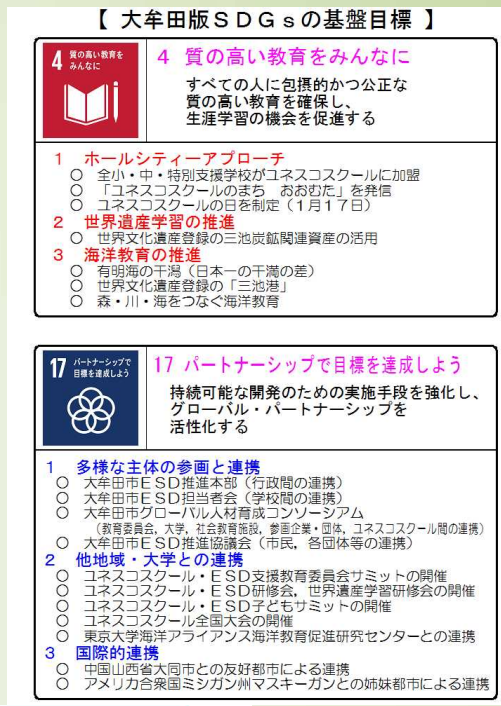 【 大牟田版ＳＤＧｓの基盤目標 】
4 質の高い教育を
みんなに
4 質の高い教育をみんなに
すべての人に包摂的かつ公正な
質の高い教育を確保し、
生涯学習の機会を促進する
1 ホールシティーアプローチ
○ 全小・中・特別支援学校がユネスコスクールに加盟
○ 「ユネスコスクールのまち おおむた」を発信
○ ユネスコスクールの日を制定（１月１７日）
2 世界遺産学習の推進
○ 世界文化遺産登録の三池炭鉱関連資産の活用
3 海洋教育の推進
○ 有明海の干潟（日本一の干満の差）
○ 世界文化遺産登録の「三池港」
○ 森・川・海をつなぐ海洋教育
17 パートナーシップで
目標を達成しよう
17 パートナーシップで目標を達成しよう
持続可能な開発のための実施手段を強化し、
グローバル・パートナーシップを
活性化する
1 多様な主体の参画と連携
○ 大牟田市ＥＳＤ推進本部（行政間の連携）
○ 大牟田市ＥＳＤ担当者会（学校間の連携）
○ 大牟田市グローバル人材育成コンソーシアム
（教育委員会，大学，社会教育施設，参画企業・団体，ユネスコスクール間の連携）
○ 大牟田市ＥＳＤ推進協議会（市民，各団体等の連携）
2 他地域・大学との連携
○ ユネスコスクール・ＥＳＤ支援教育委員会サミットの開催
○ ユネスコスクール・ＥＳＤ研修会，世界遺産学習研修会の開催
○ ユネスコスクール・ＥＳＤ子どもサミットの開催
○ ユネスコスクール全国大会の開催
○ 東京大学海洋アライアンス海洋教育促進研究センターとの連携
3 国際的連携
○ 中国山西省大同市との友好都市による連携
○ アメリカ合衆国ミシガン州マスキーガンとの姉妹都市による連携